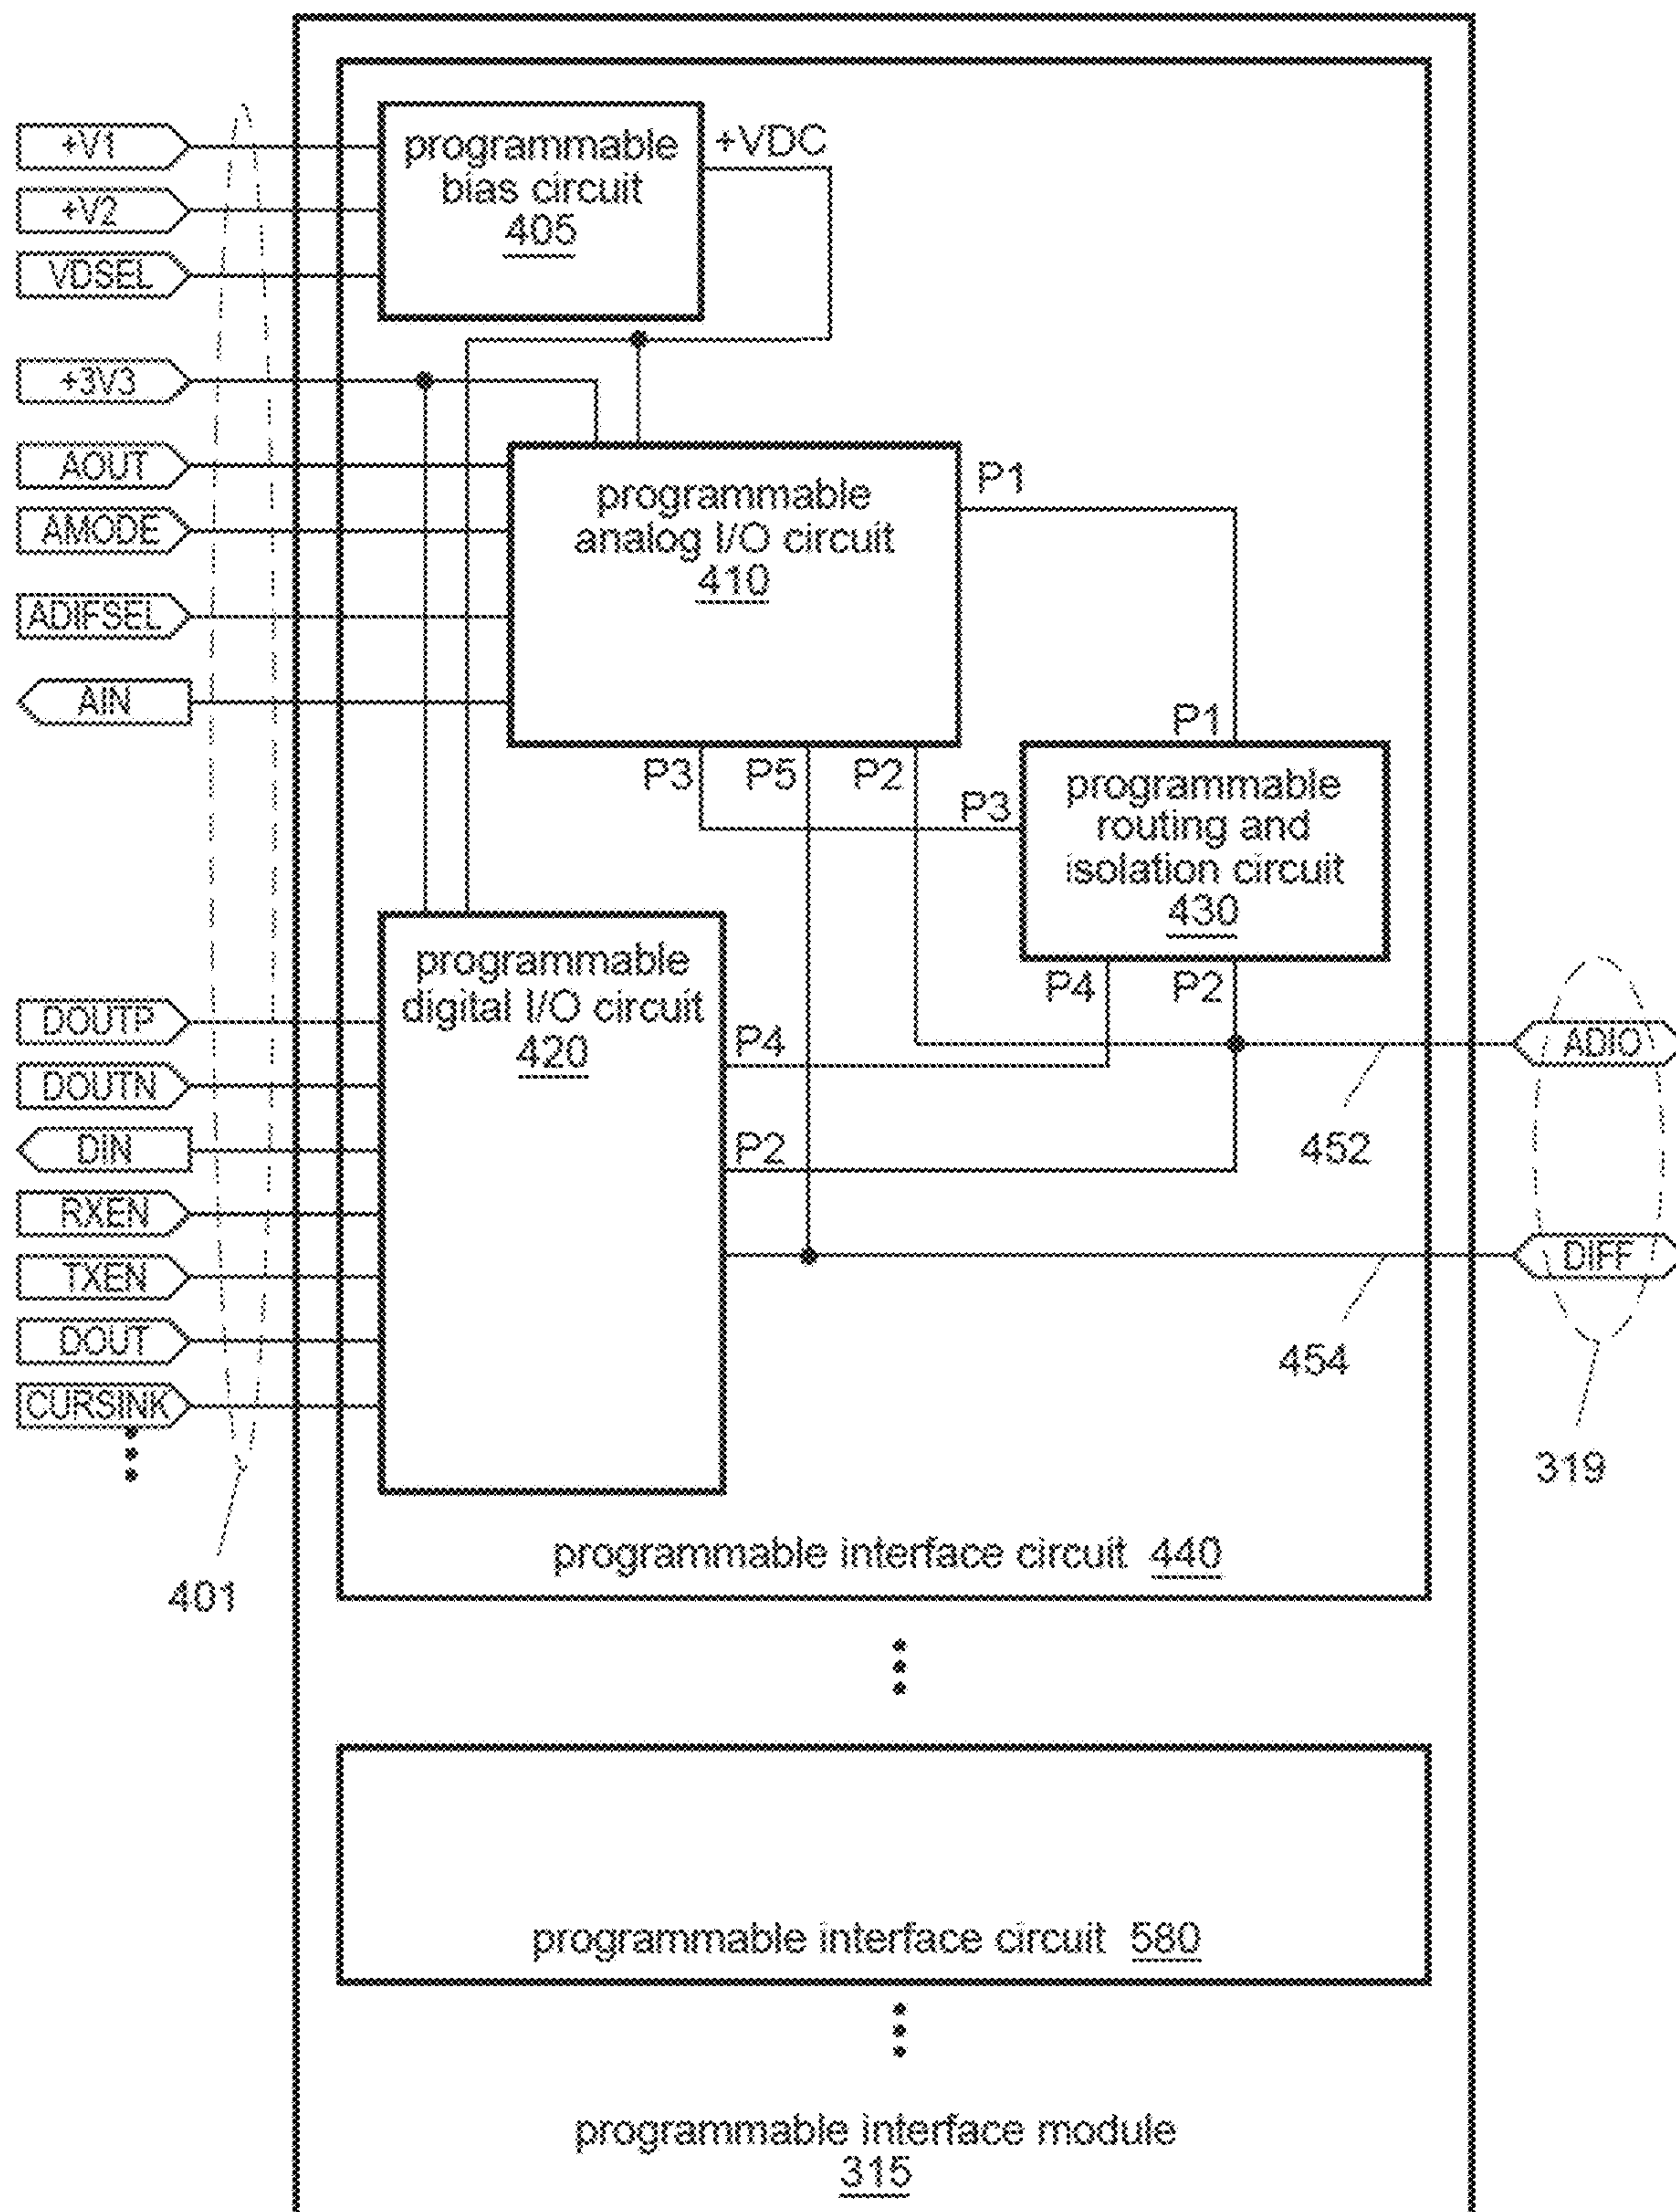 +V1
+V2
VDSEL
+3V3
AOUT
AMODE
ADIFSEL
AIN
DOUTP
DOUTN
DIN
RXEN
TXEN
DOUT
CURSINK
401
programmable
bias circuit
405
+VDC
programmable
analog I/O circuit
410
P1
P3
P5
P2
P1
P3
programmable
routing and
isolation circuit
430
P4
P2
programmable
digital I/O circuit
420
P4
P2
452
454
ADIO
DIFF
319
programmable interface circuit 440
programmable interface circuit 580
programmable interface module
315